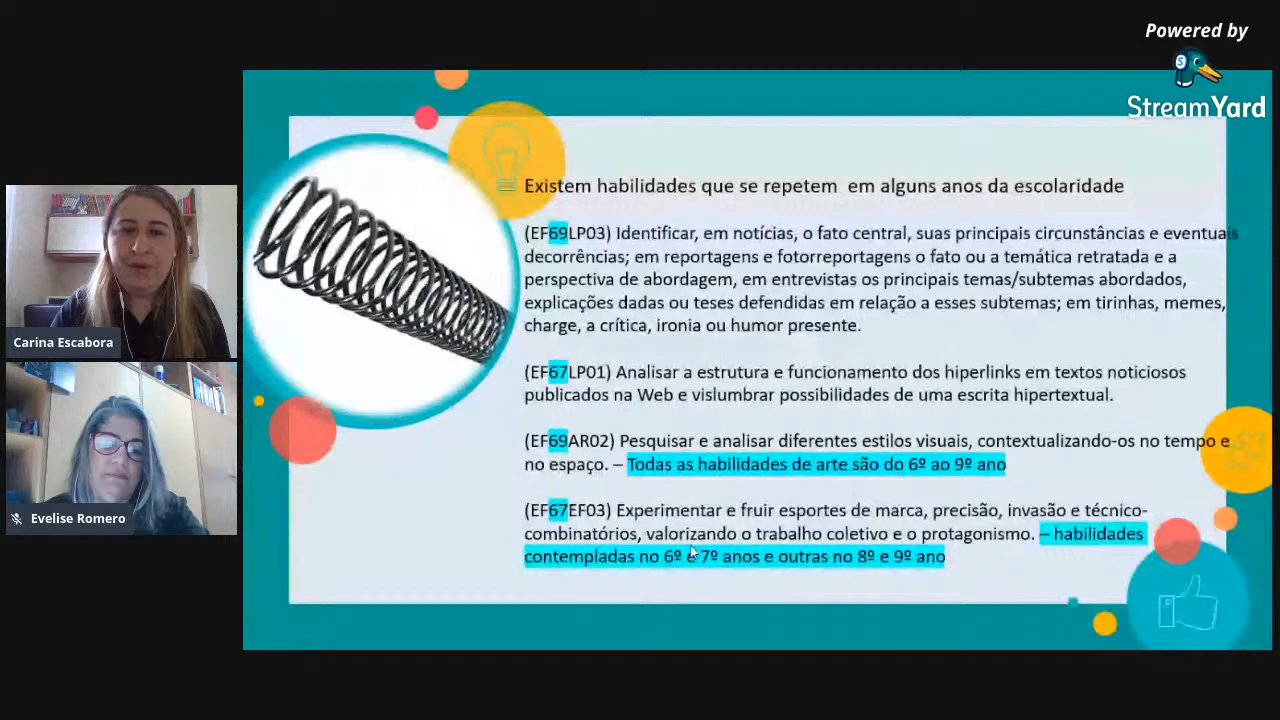 Powered by
StreamYard
Existem habilidades que se repetem em alguns anos da escolaridade
(EF69LP03) Identificar, em notícias, o fato central, suas principais circunstâncias e eventuais
decorrências; em reportagens e fotorreportagens o fato ou a temática retratada e a
perspectiva de abordagem, em entrevistas os principais temas/subtemas abordados,
explicações dadas ou teses defendidas em relação a esses subtemas; em tirinhas, memes,
charge, a crítica, ironia ou humor presente.
(EF67LP01) Analisar a estrutura e funcionamento dos hiperlinks em textos noticiosos
publicados na Web e vislumbrar possibilidades de uma escrita hipertextual.
(EF69AR02) Pesquisar e analisar diferentes estilos visuais, contextualizando-os no tempo e
no espaço. – Todas as habilidades de arte são do 6º ao 9º ano
(EF67EF03) Experimentar e fruir esportes de marca, precisão, invasão e técnico-
combinatórios, valorizando o trabalho coletivo e o protagonismo. – habilidades
contempladas no 6º e 7º anos e outras no 8º e 9º ano
Carina Escabora
Evelise Romero